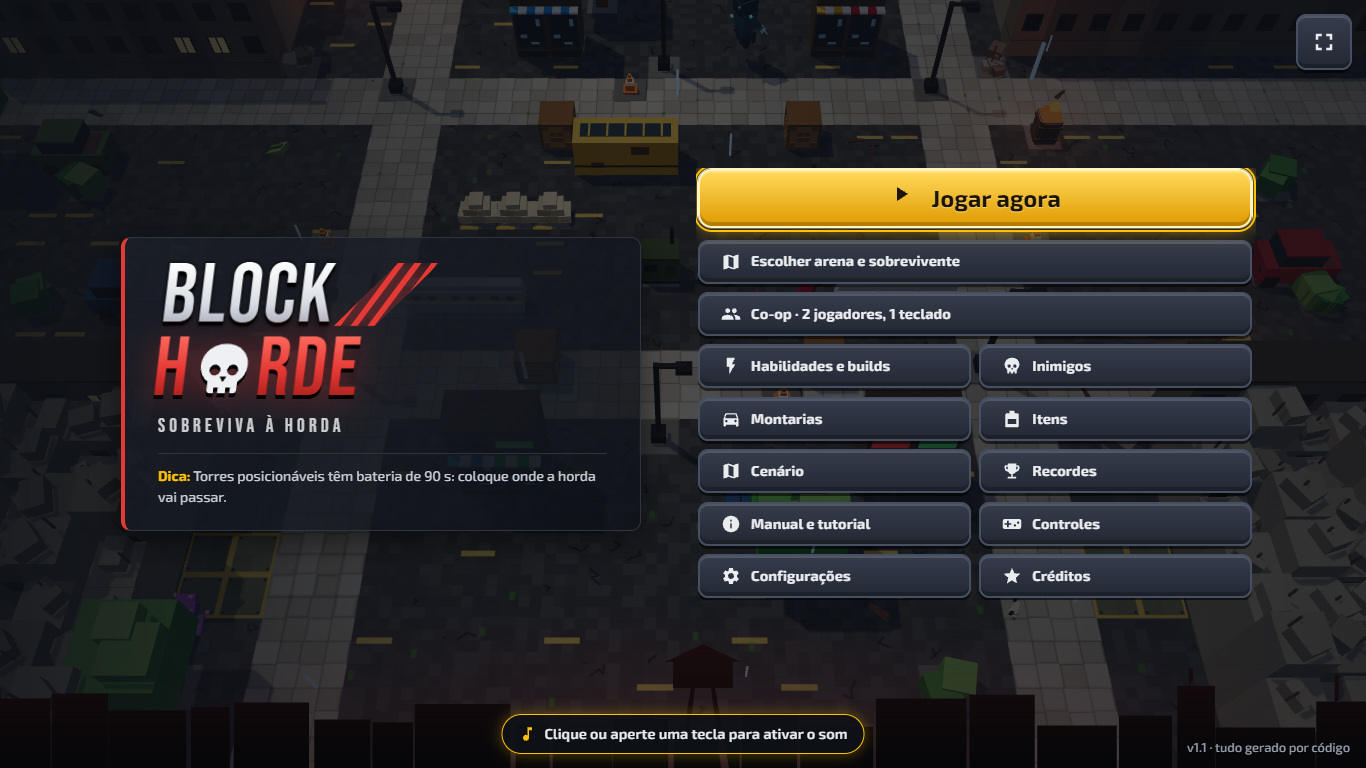 BLOCK
H RDE
SOBREVIVA À HORDA
Dica: Torres posicionáveis têm bateria de 90 s: coloque onde a horda
vai passar.
Jogar agora
Escolher arena e sobrevivente
Co-op · 2 jogadores, 1 teclado
Habilidades e builds
Inimigos
Montarias
Itens
Cenário
Recordes
Manual e tutorial
Controles
Configurações
Créditos
Clique ou aperte uma tecla para ativar o som
v1.1 · tudo gerado por código